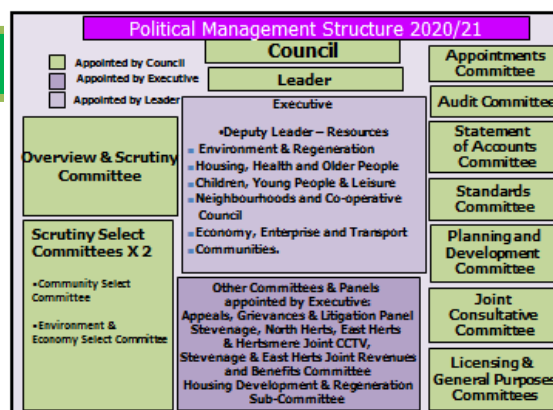 Political Management Structure 2020/21
Appointed by Council
Appointed by Executive
Appointed by Leader
Council
Leader
Executive
•Deputy Leader – Resources
Environment & Regeneration
Housing, Health and Older People
Children, Young People & Leisure
Neighbourhoods and Co-operative
Council
Economy, Enterprise and Transport
Communities.
Overview & Scrutiny
Committee
Scrutiny Select
Committees X 2
•Community Select
Committee
•Environment &
Economy Select Committee
Other Committees & Panels
appointed by Executive:
Appeals, Grievances & Litigation Panel
Stevenage, North Herts, East Herts
& Hertsmere Joint CCTV,
Stevenage & East Herts Joint Revenues
and Benefits Committee
Housing Development & Regeneration
Sub-Committee
Appointments
Committee
Audit Committee
Statement
of Accounts
Committee
Standards
Committee
Planning and
Development
Committee
Joint
Consultative
Committee
Licensing &
General Purposes
Committees